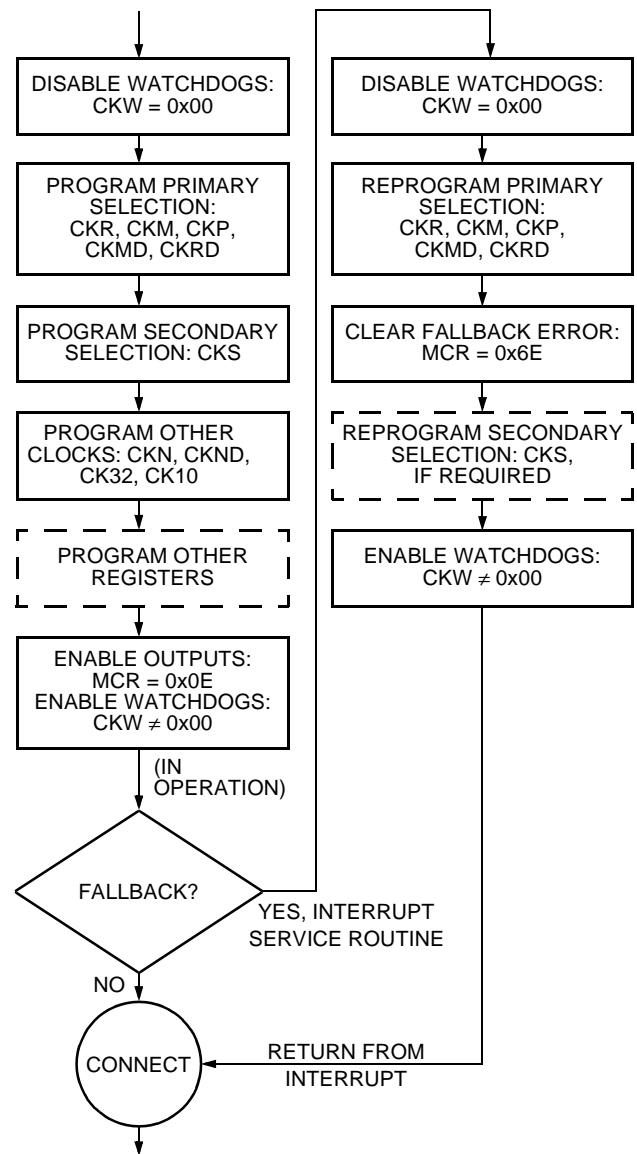 DISABLE WATCHDOGS:
CKW = 0x00
PROGRAM PRIMARY
SELECTION:
CKR, CKM, CKP,
CKMD, CKRD
PROGRAM SECONDARY
SELECTION: CKS
PROGRAM OTHER
CLOCKS: CKN, CKND,
CK32, CK10
PROGRAM OTHER
REGISTERS
ENABLE OUTPUTS:
MCR = 0x0E
ENABLE WATCHDOGS:
CKW ≠ 0x00
(IN
OPERATION)
FALLBACK?
YES, INTERRUPT
SERVICE ROUTINE
NO
CONNECT
DISABLE WATCHDOGS:
CKW = 0x00
REPROGRAM PRIMARY
SELECTION:
CKR, CKM, CKP,
CKMD, CKRD
CLEAR FALLBACK ERROR:
MCR = 0x6E
REPROGRAM SECONDARY
SELECTION: CKS,
IF REQUIRED
ENABLE WATCHDOGS:
CKW ≠ 0x00
RETURN FROM
INTERRUPT